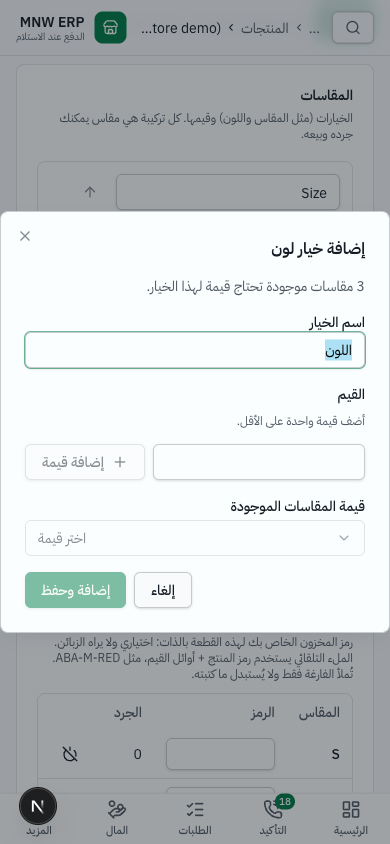 MNW ERP
الدفع عند الاستلام
... › المنتجات › (tore demo...
المقاسات
الخيارات (مثل المقاس واللون) وقيمها. كل تركيبة هي مقاس يمكنك
جرده وبيعه.
Size
إضافة خيار لون
3 مقاسات موجودة تحتاج قيمة لهذا الخيار.
اسم الخيار
اللون
القيم
أضف قيمة واحدة على الأقل.
إضافة قيمة
قيمة المقاسات الموجودة
اختر قيمة
إلغاء
إضافة وحفظ
رمز المخزون الخاص بك لهذه القطعة بالذات: اختياري ولا يراه الزبائن.
الملء التلقائي يستخدم رمز المنتج + أوائل القيم، مثل ABA-M-RED.
تُملأ الفارغة فقط ولا يُستبدل ما كتبته.
المقاس الرمز الجرد
S 0
N
18
الرئيسية التأكيد الطلبات المال المزيد